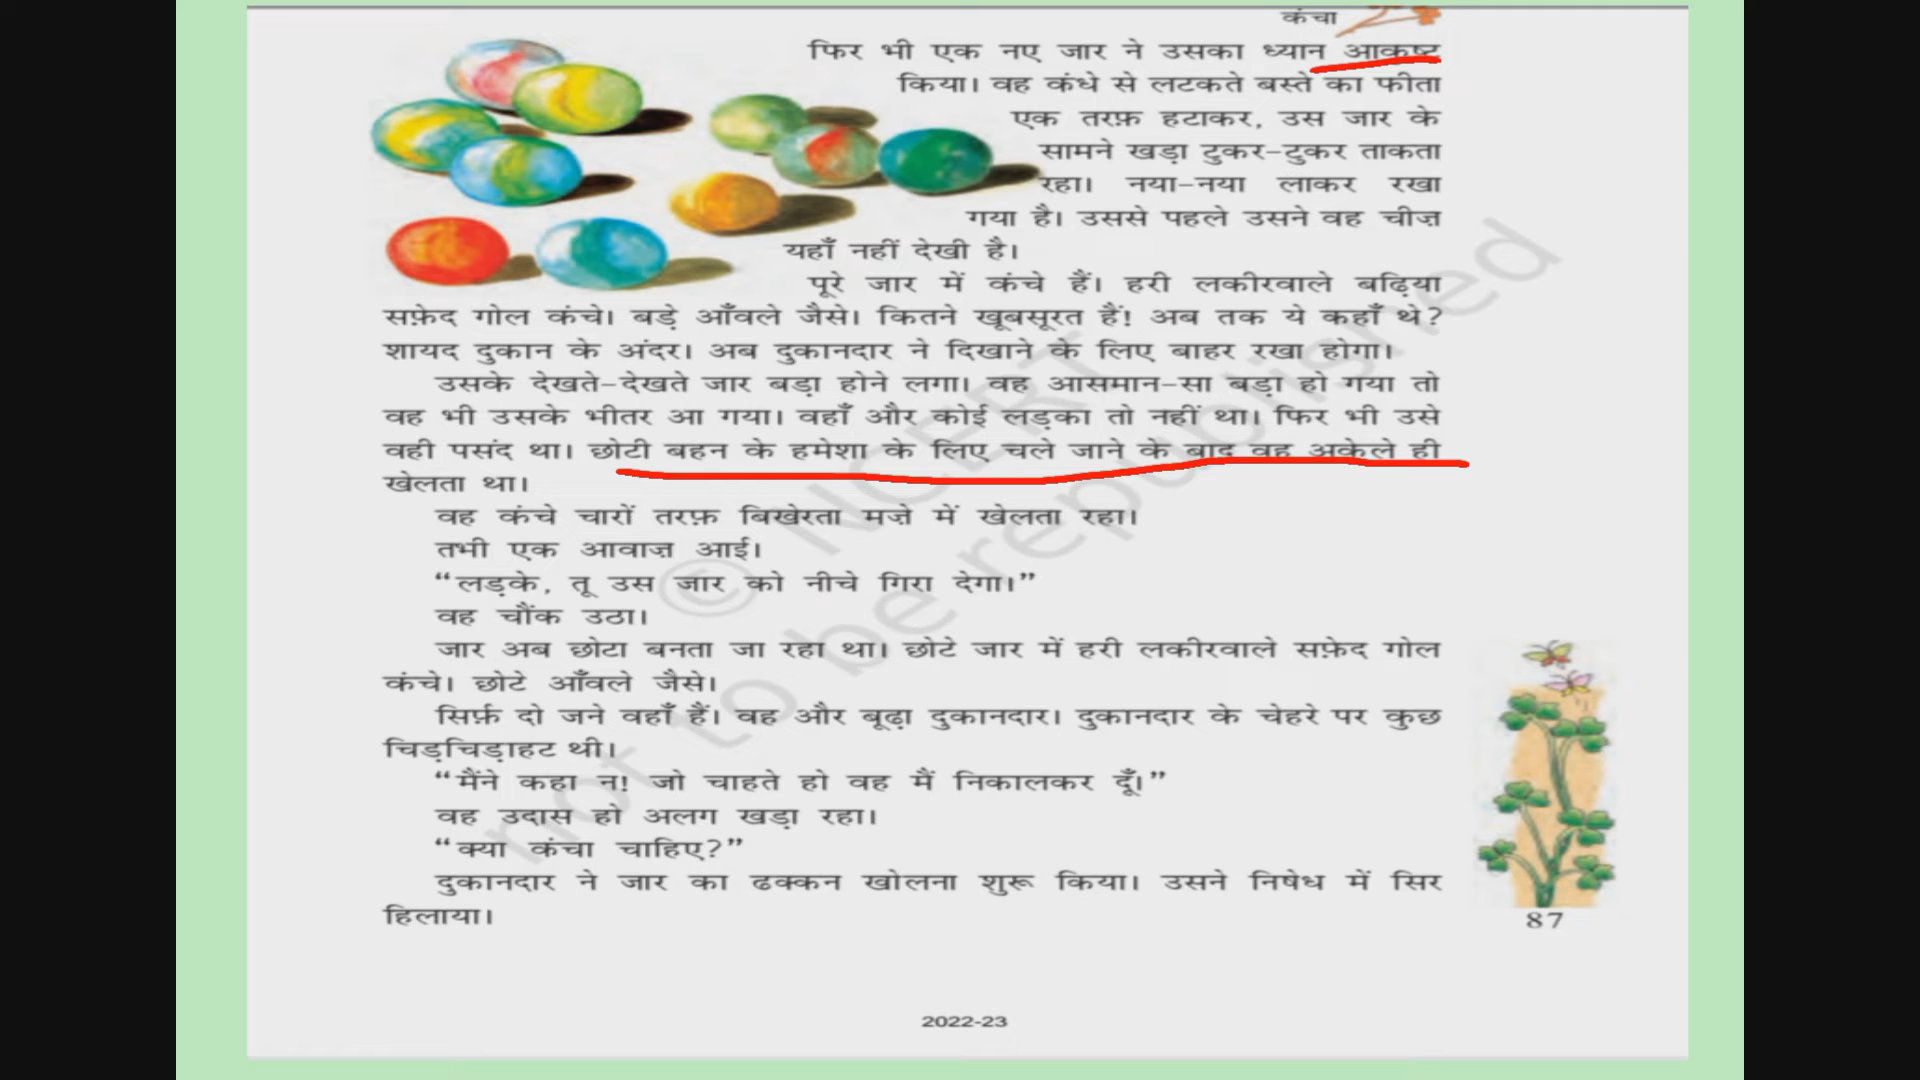 कंचा
फिर भी एक नए जार ने उसका ध्यान आकृष्ट
किया। वह कंधे से लटकते बस्ते का फीता
एक तरफ़ हटाकर, उस जार के
सामने खड़ा टुकर-टुकर ताकता
रहा। नया-नया लाकर रखा
गया है। उससे पहले उसने वह चीज़
यहाँ नहीं देखी है।
पूरे जार में कंचे हैं। हरी लकीरवाले बढ़िया
सफ़ेद गोल कंचे। बड़े आँवले जैसे। कितने खूबसूरत हैं! अब तक ये कहाँ थे?
शायद दुकान के अंदर। अब दुकानदार ने दिखाने के लिए बाहर रखा होगा।
उसके देखते-देखते जार बड़ा होने लगा। वह आसमान-सा बड़ा हो गया तो
वह भी उसके भीतर आ गया। वहाँ और कोई लड़का तो नहीं था। फिर भी उसे
वही पसंद था। छोटी बहन के हमेशा के लिए चले जाने के बाद वह अकेले ही
खेलता था।
वह कंचे चारों तरफ़ बिखेरता मज़े में खेलता रहा।
तभी एक आवाज़ आई।
“लड़के, तू उस जार को नीचे गिरा देगा।”
वह चौंक उठा।
जार अब छोटा बनता जा रहा था। छोटे जार में हरी लकीरवाले सफ़ेद गोल
कंचे। छोटे आँवले जैसे।
सिर्फ़ दो जने वहाँ हैं। वह और बूढ़ा दुकानदार। दुकानदार के चेहरे पर कुछ
चिड़चिड़ाहट थी।
“मैंने कहा न! जो चाहते हो वह मैं निकालकर दूँ।”
वह उदास हो अलग खड़ा रहा।
“क्या कंचा चाहिए?”
दुकानदार ने जार का ढक्कन खोलना शुरू किया। उसने निषेध में सिर
हिलाया।
87
2022-23
© NCERT
not to be republished